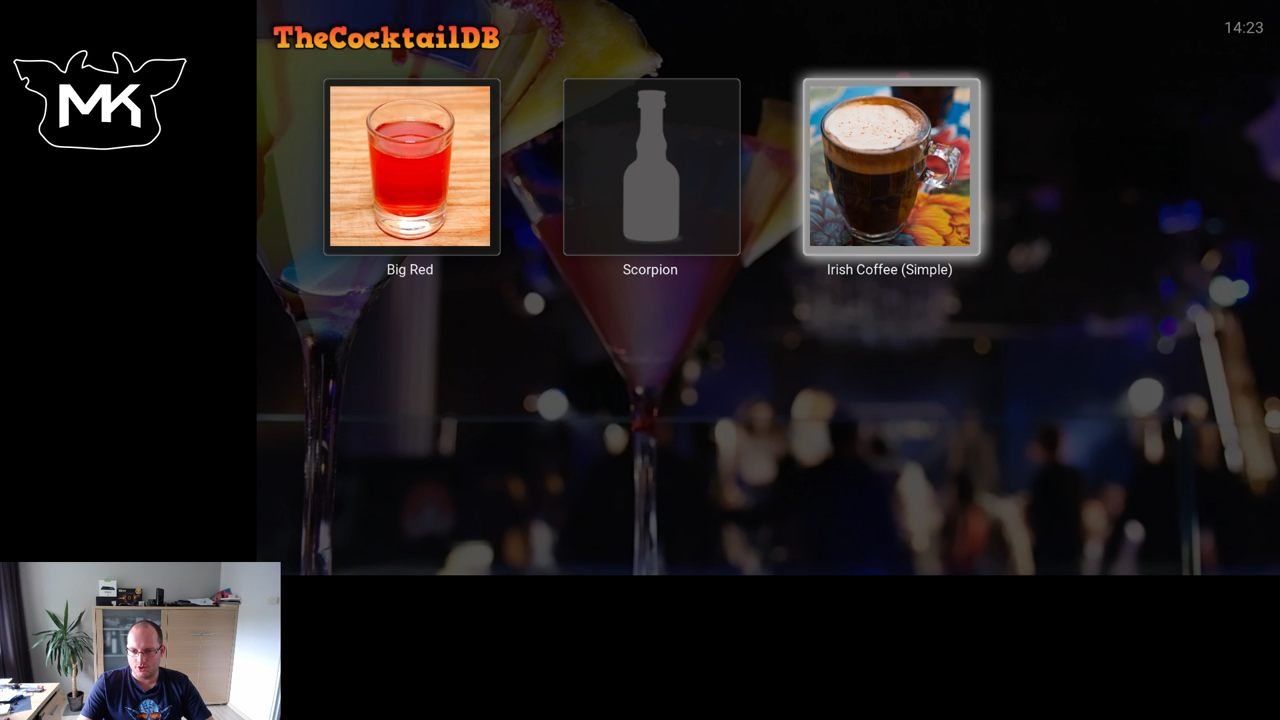 TheCocktailDB
14:23
MK
Big Red
Scorpion
Irish Coffee (Simple)